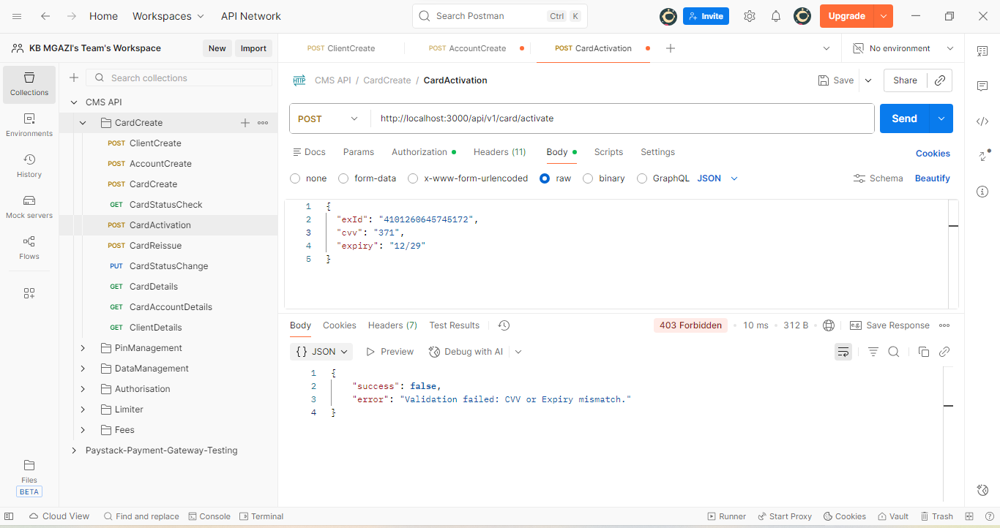 Home Workspaces API Network Search Postman Ctrl K Invite Upgrade
KB MGAZI's Team's Workspace New Import POST ClientCreate POST AccountCreate POST CardActivation No environment
Collections
Environments
History
Mock servers
Flows
Files
BETA
Search collections
CMS API
CardCreate
POST ClientCreate
POST AccountCreate
POST CardCreate
GET CardStatusCheck
POST CardActivation
POST CardReissue
PUT CardStatusChange
GET CardDetails
GET CardAccountDetails
GET ClientDetails
PinManagement
DataManagement
Authorisation
Limiter
Fees
Paystack-Payment-Gateway-Testing
HTTP CMS API / CardCreate / CardActivation Save Share
POST http://localhost:3000/api/v1/card/activate Send
Docs Params Authorization Headers (11) Body Scripts Settings Cookies
none form-data x-www-form-urlencoded raw binary GraphQL JSON Schema Beautify
1 {
2 "exId": "4101260645745172",
3 "cvv": "371",
4 "expiry": "12/29"
5 }
Body Cookies Headers (7) Test Results 403 Forbidden • 10 ms • 312 B • e.g. Save Response
{} JSON Preview Debug with AI
1 {
2 "success": false,
3 "error": "Validation failed: CVV or Expiry mismatch."
4 }
Cloud View Find and replace Console Terminal Runner Start Proxy Cookies Vault Trash